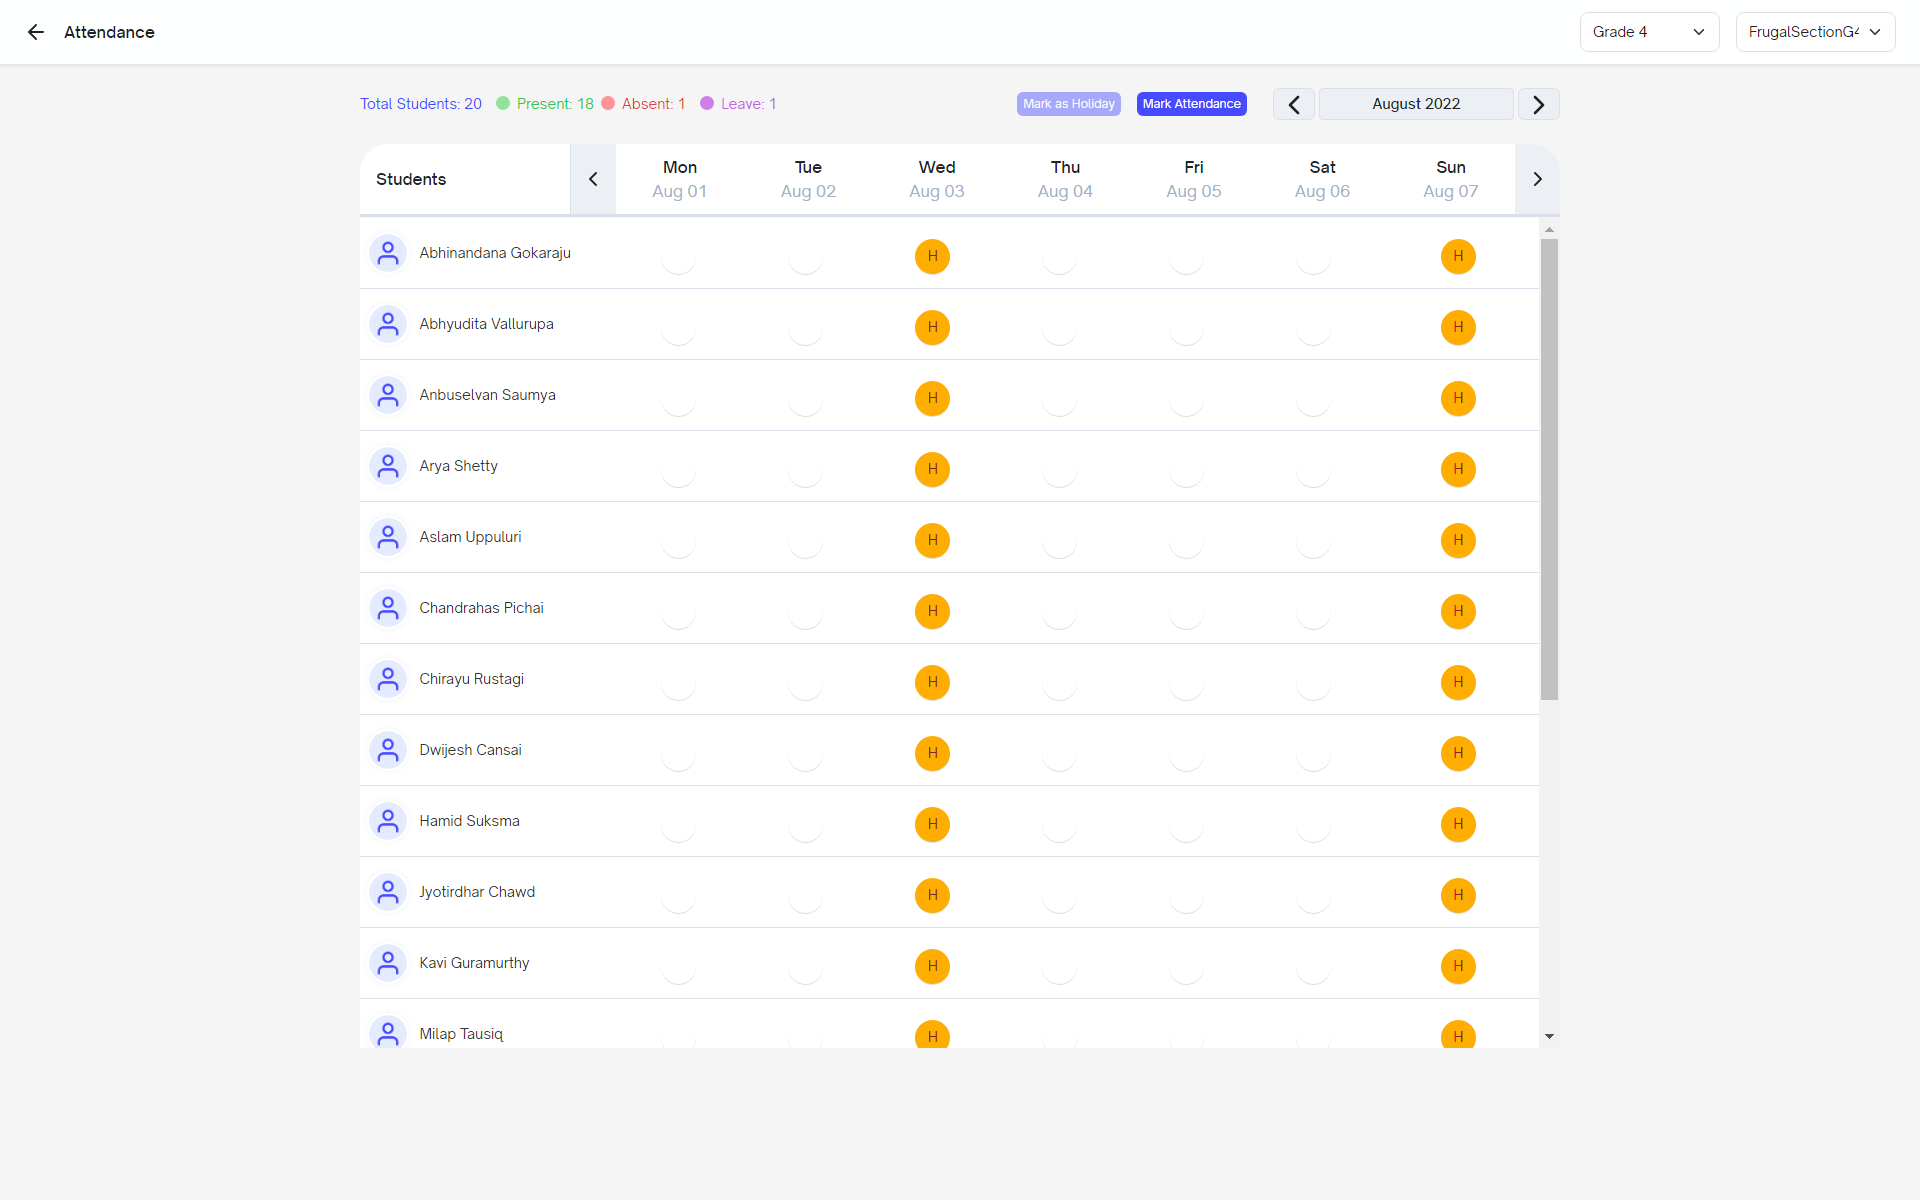 Attendance
Grade 4
FrugalSectionG4
Total Students: 20 Present: 18 Absent: 1 Leave: 1
Mark as Holiday
Mark Attendance
August 2022
Students
Mon Tue Wed Thu Fri Sat Sun
Aug 01 Aug 02 Aug 03 Aug 04 Aug 05 Aug 06 Aug 07
Abhinandana Gokaraju H H
Abhyudita Vallurupa H H
Anbuselvan Saumya H H
Arya Shetty H H
Aslam Uppuluri H H
Chandrahas Pichai H H
Chirayu Rustagi H H
Dwijesh Cansai H H
Hamid Suksma H H
Jyotirdhar Chawd H H
Kavi Guramurthy H H
Milap Tausiq H H